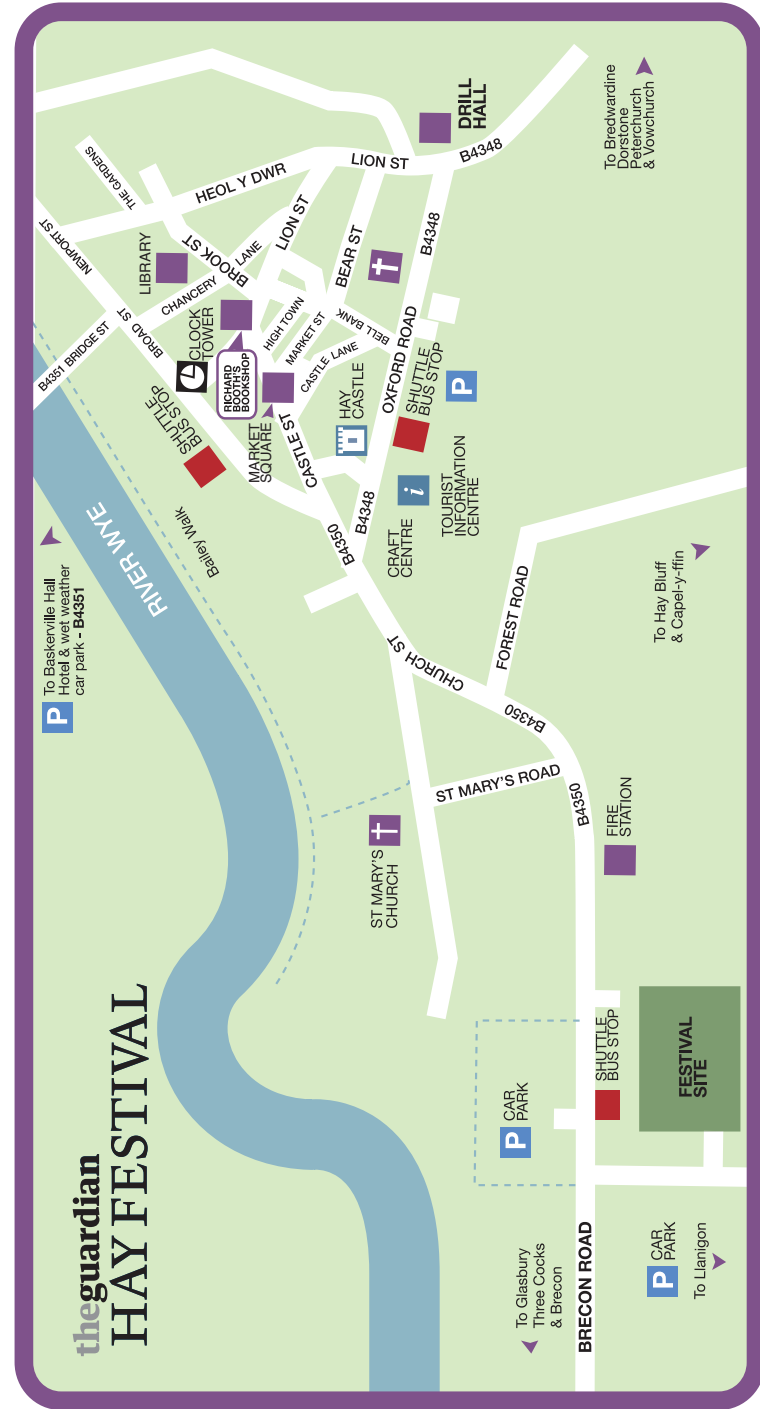 theguardian
HAY FESTIVAL
P
To Baskerville Hall
Hotel & wet weather
car park - B4351
RIVER WYE
Bailey Walk
B4351 BRIDGE ST
NEWPORT ST
THE GARDENS
BROAD ST
HEOL Y DWR
LIBRARY
BROOK ST
CHANCERY LANE
LION ST
LION ST
CLOCK
TOWER
SHUTTLE
BUS STOP
RICHARD
BOOTH'S
BOOKSHOP
HIGH TOWN
MARKET ST
BEAR ST
BELL BANK
CASTLE LANE
MARKET
SQUARE
CASTLE ST
HAY
CASTLE
DRILL
HALL
B4348
B4348
OXFORD ROAD
SHUTTLE
BUS STOP
P
B4348
B4350
CRAFT
CENTRE
i
TOURIST
INFORMATION
CENTRE
To Bredwardine
Dorstone
Peterchurch
& Vowchurch
CHURCH ST
FOREST ROAD
To Hay Bluff
& Capel-y-ffin
B4350
ST MARY'S ROAD
B4350
ST MARY'S
CHURCH
FIRE
STATION
SHUTTLE
BUS STOP
FESTIVAL
SITE
P
CAR
PARK
To Glasbury
Three Cocks
& Brecon
BRECON ROAD
P
CAR
PARK
To Llanigon